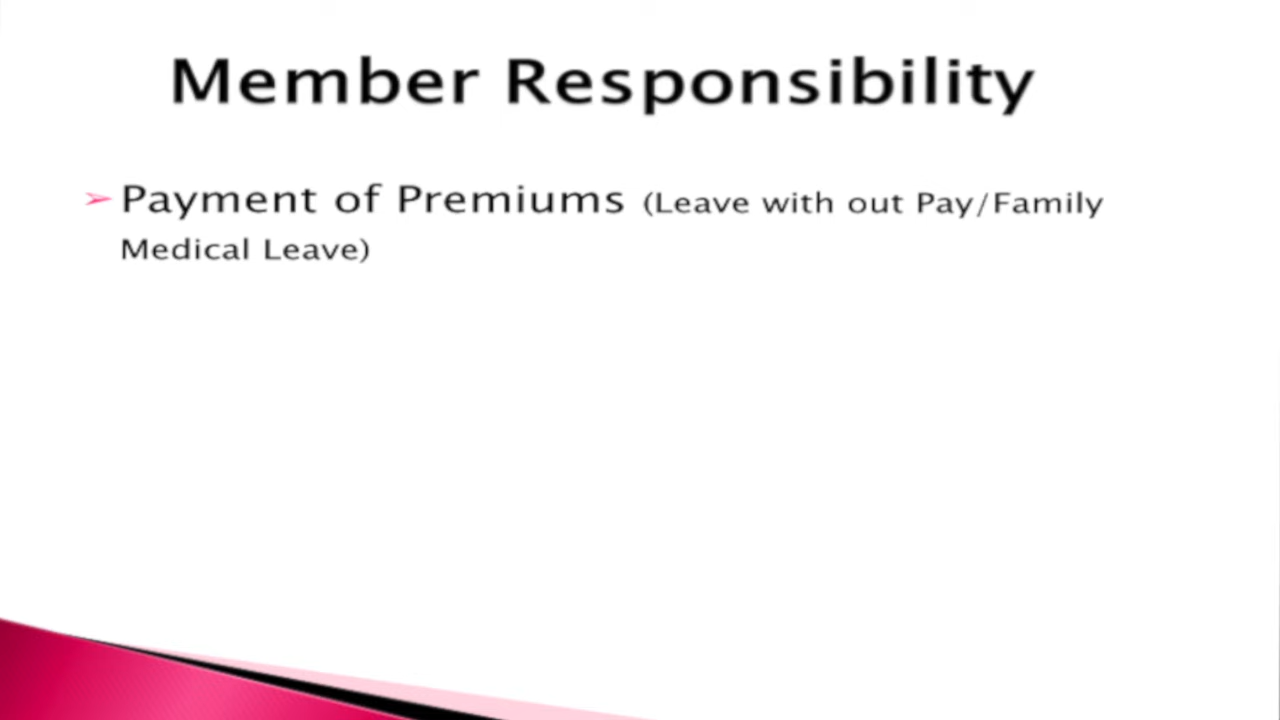 Member Responsibility
➢ Payment of Premiums (Leave with out Pay/Family
Medical Leave)